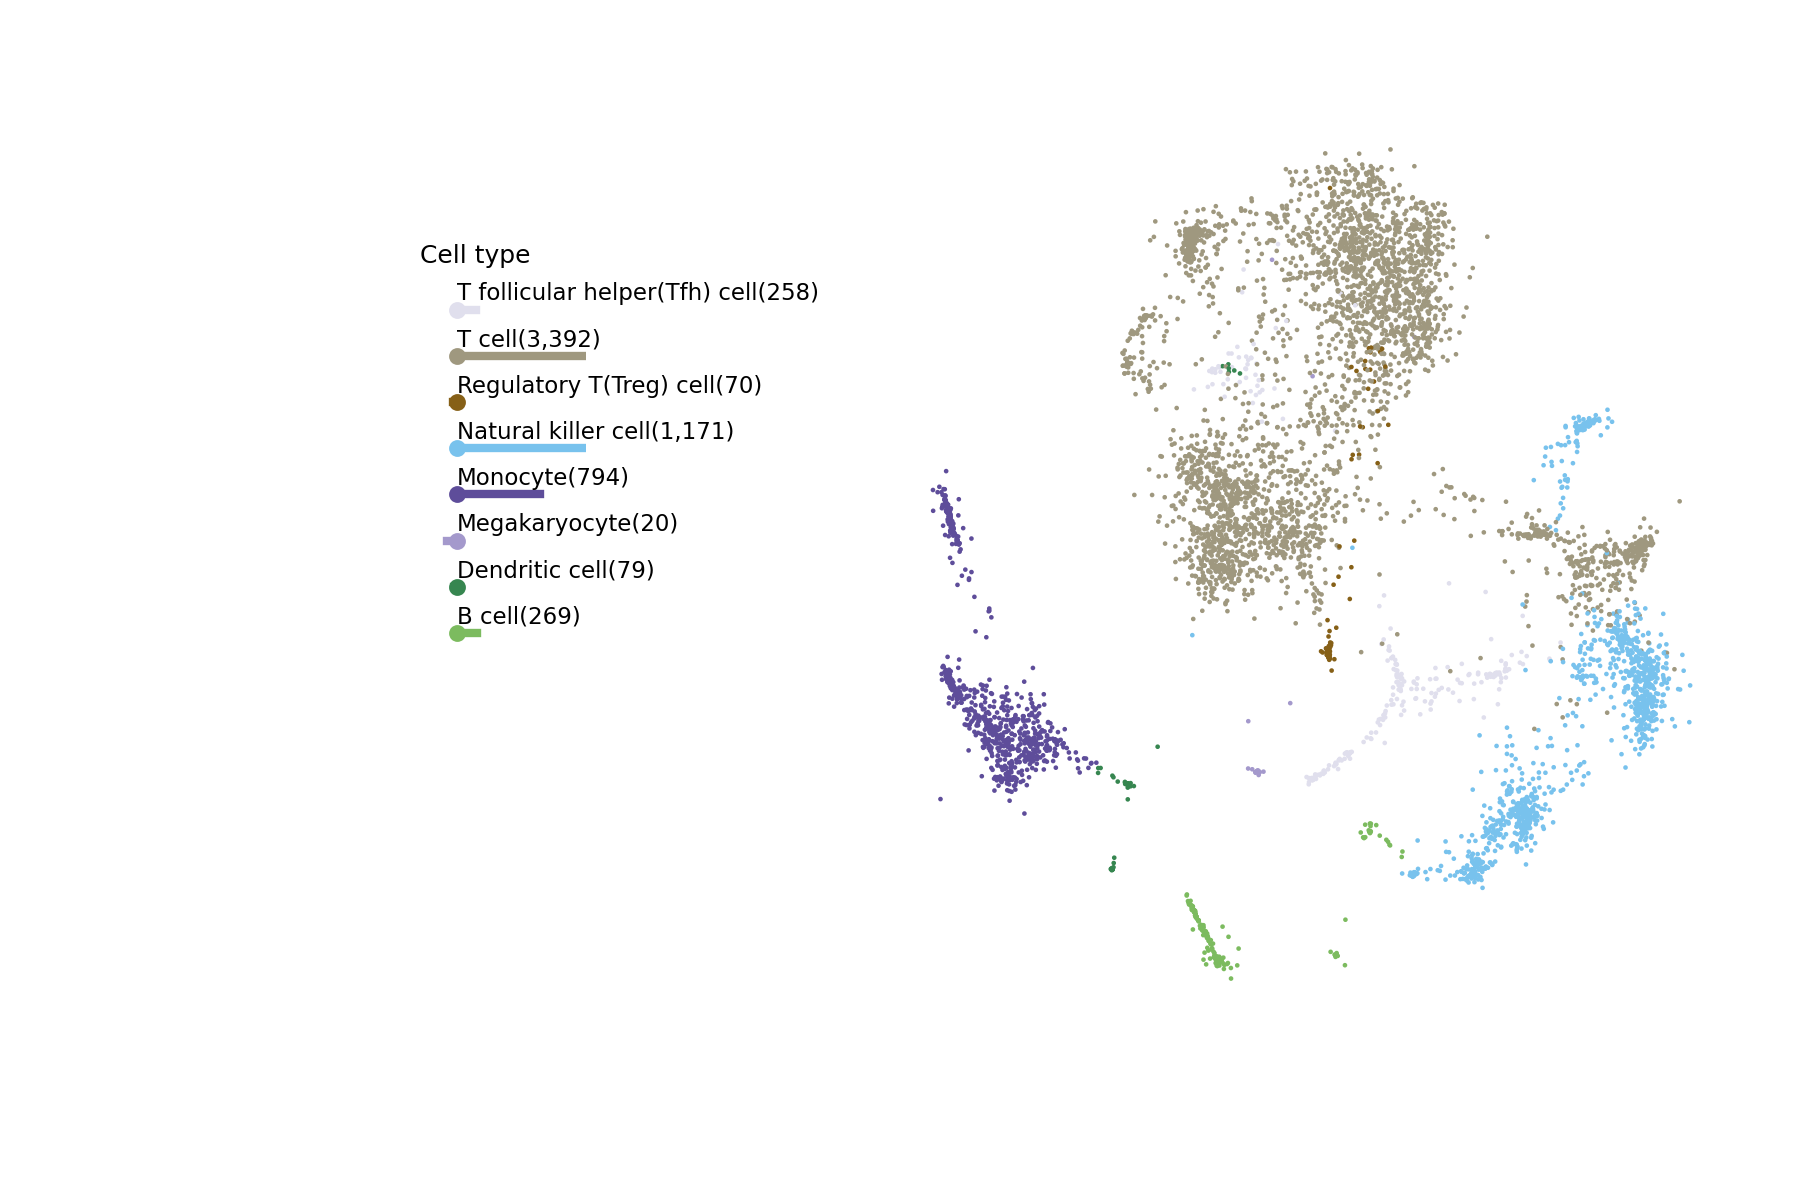 Cell type
T follicular helper(Tfh) cell(258)
T cell(3,392)
Regulatory T(Treg) cell(70)
Natural killer cell(1,171)
Monocyte(794)
Megakaryocyte(20)
Dendritic cell(79)
B cell(269)